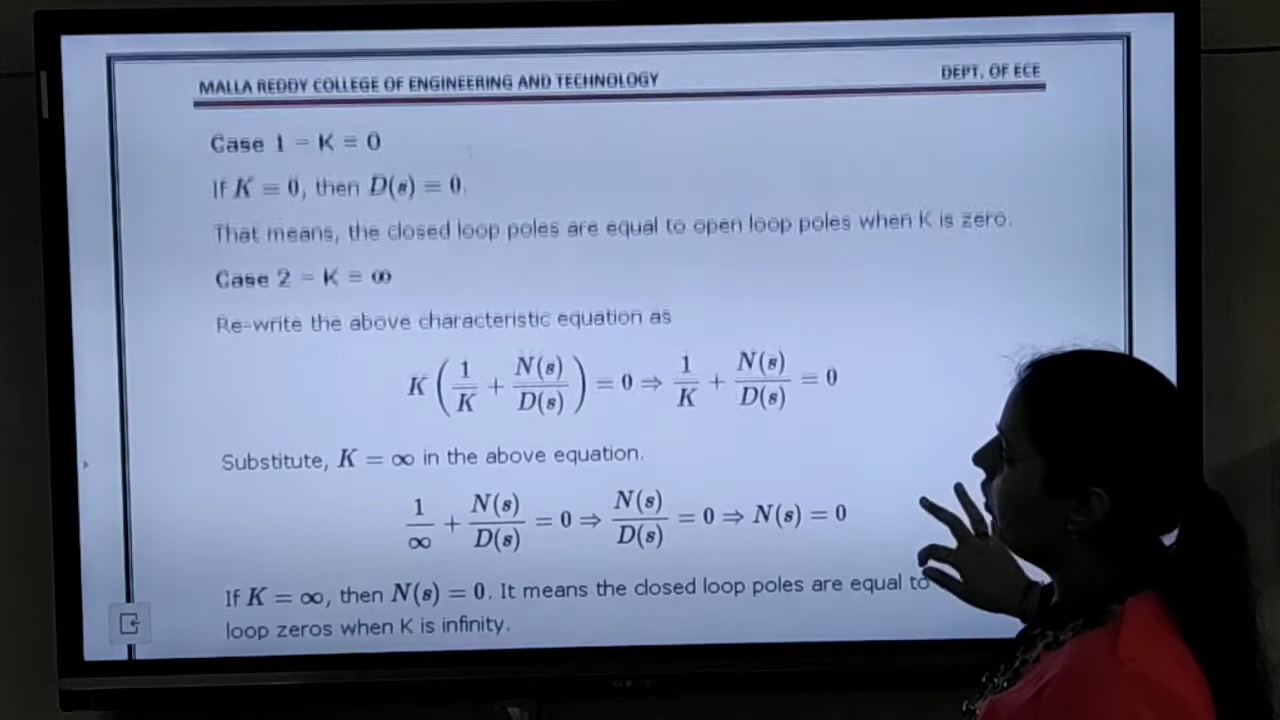 MALLA REDDY COLLEGE OF ENGINEERING AND TECHNOLOGY DEPT. OF ECE
Case 1 − K = 0
If K = 0, then D(s) = 0.
That means, the closed loop poles are equal to open loop poles when K is zero.
Case 2 − K = ∞
Re-write the above characteristic equation as
K (1/K + N(s)/D(s)) = 0 ⇒ 1/K + N(s)/D(s) = 0
Substitute, K = ∞ in the above equation.
1/∞ + N(s)/D(s) = 0 ⇒ N(s)/D(s) = 0 ⇒ N(s) = 0
If K = ∞, then N(s) = 0. It means the closed loop poles are equal to
loop zeros when K is infinity.